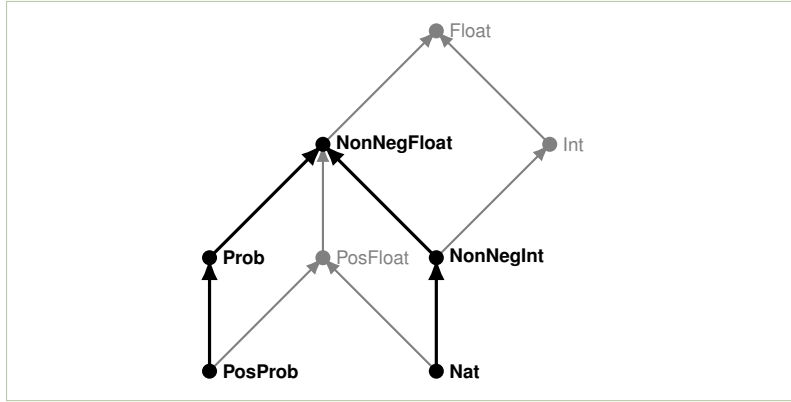 Float
NonNegFloat
Int
Prob
PosFloat
NonNegInt
PosProb
Nat